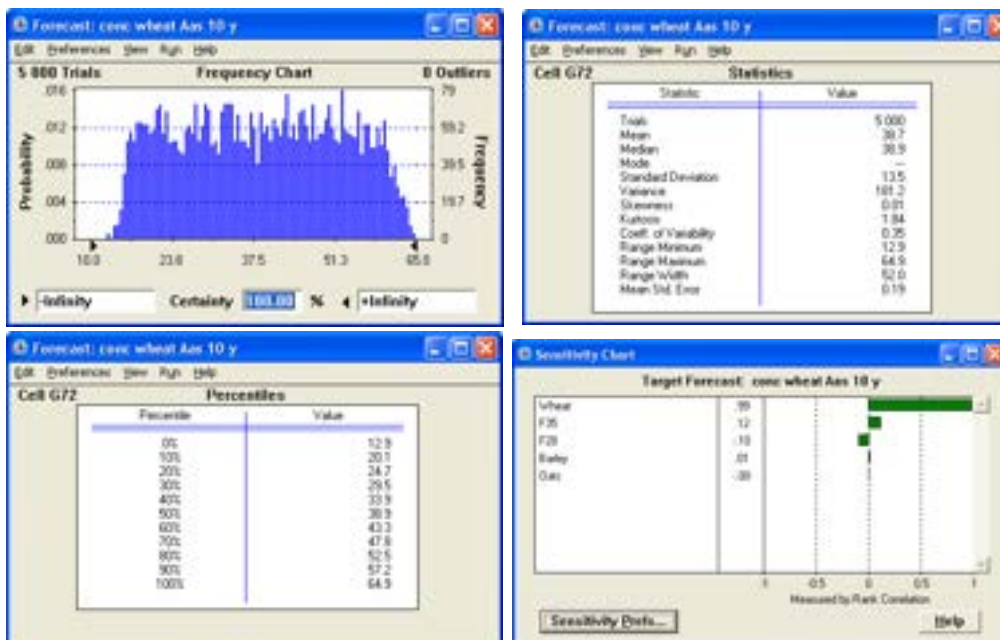 Forecast: conc wheat Aas 10 y
Edit Preferences View Run Help
5 000 Trials Frequency Chart 0 Outliers
.016 79
.012 59.2
.008 39.5
.004 19.7
.000 0
Probability
Frequency
10.0 23.8 37.5 51.3 65.0
-Infinity Certainty 100.00 % +Infinity
Forecast: conc wheat Aas 10 y
Edit Preferences View Run Help
Cell G72 Statistics
Statistic Value
Trials 5 000
Mean 38.7
Median 38.9
Mode ---
Standard Deviation 13.5
Variance 181.2
Skewness 0.01
Kurtosis 1.84
Coeff. of Variability 0.35
Range Minimum 12.9
Range Maximum 64.9
Range Width 52.0
Mean Std. Error 0.19
Forecast: conc wheat Aas 10 y
Edit Preferences View Run Help
Cell G72 Percentiles
Percentile Value
0% 12.9
10% 20.1
20% 24.7
30% 29.5
40% 33.9
50% 38.9
60% 43.3
70% 47.8
80% 52.5
90% 57.2
100% 64.9
Sensitivity Chart
Target Forecast: conc wheat Aas 10 y
Wheat .99
F35 .12
F20 -.10
Barley .01
Oats -.00
-1 -0.5 0 0.5 1
Measured by Rank Correlation
Sensitivity Prefs... Help